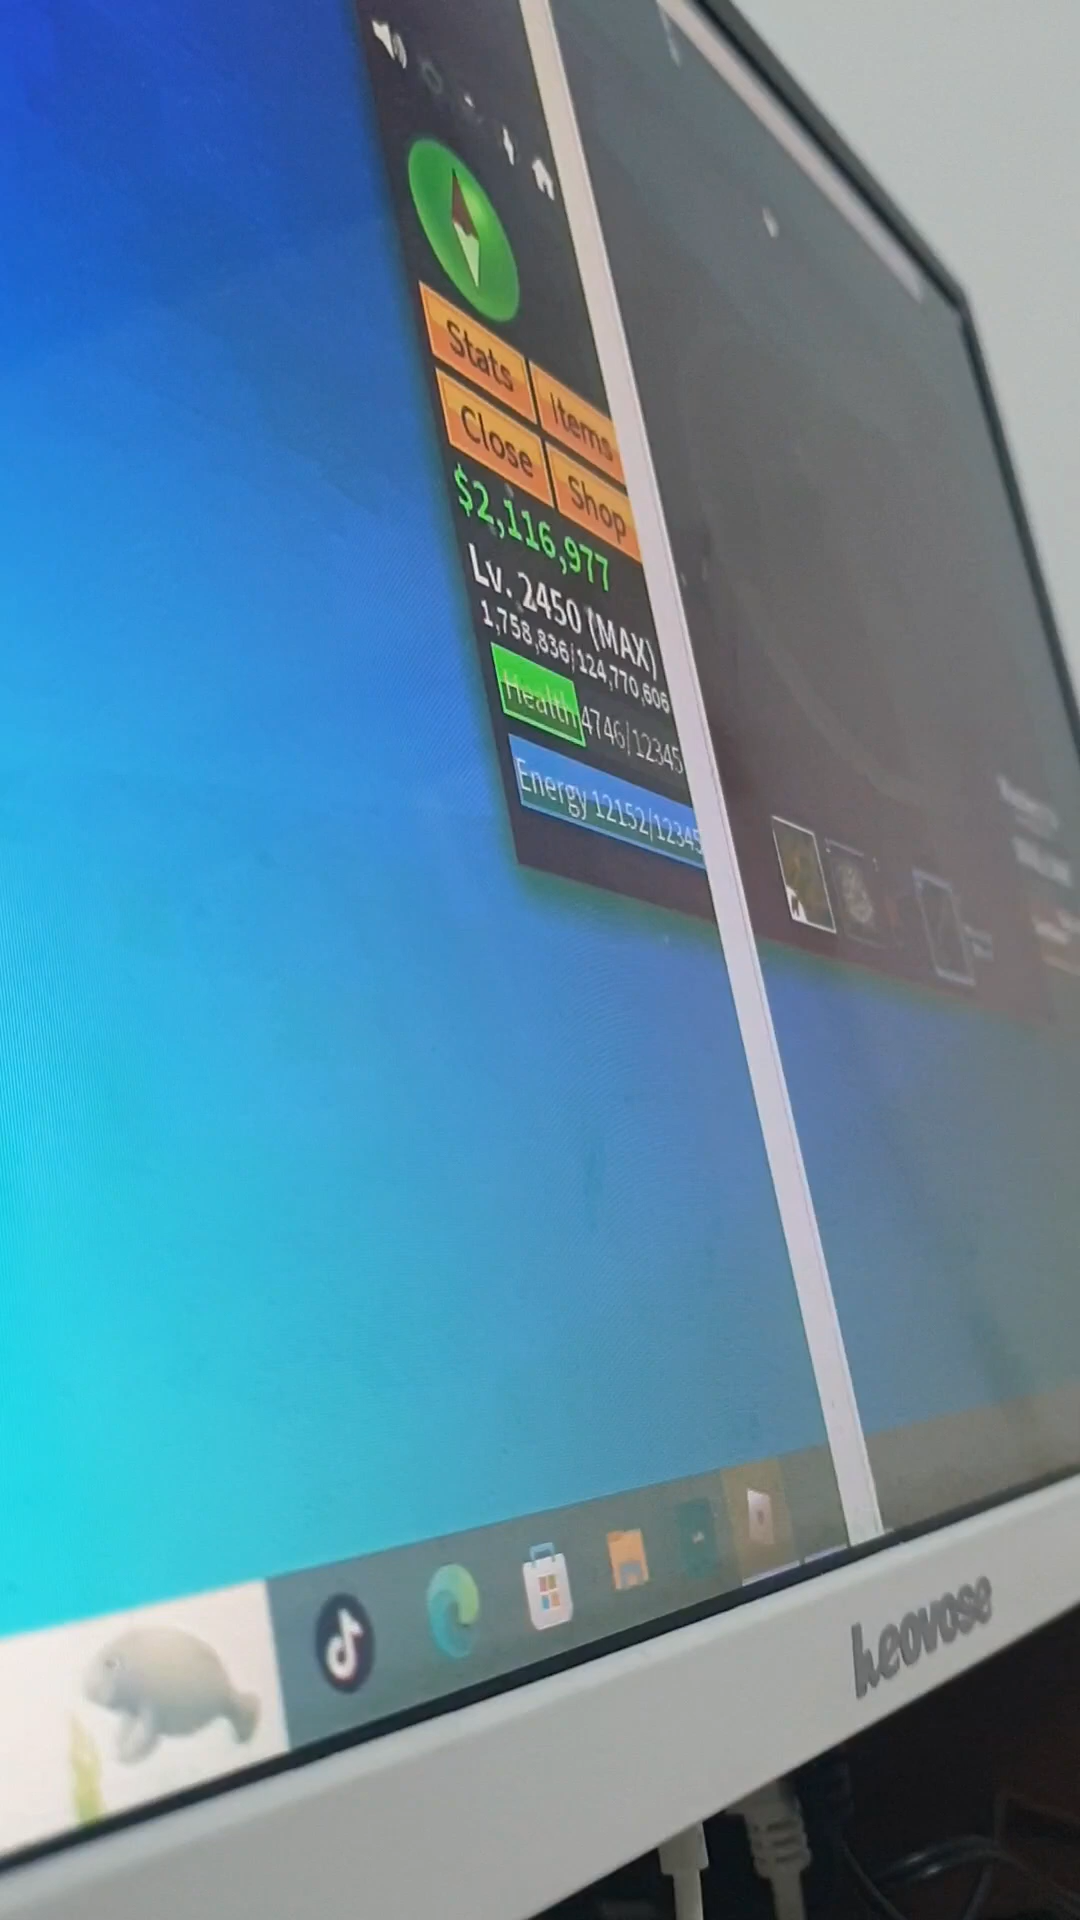 Stats
Items
Close
Shop
$2,116,977
Lv. 2450 (MAX)
1,758,836/124,770,606
Health 4746/12345
Energy 12152/12345
keovose